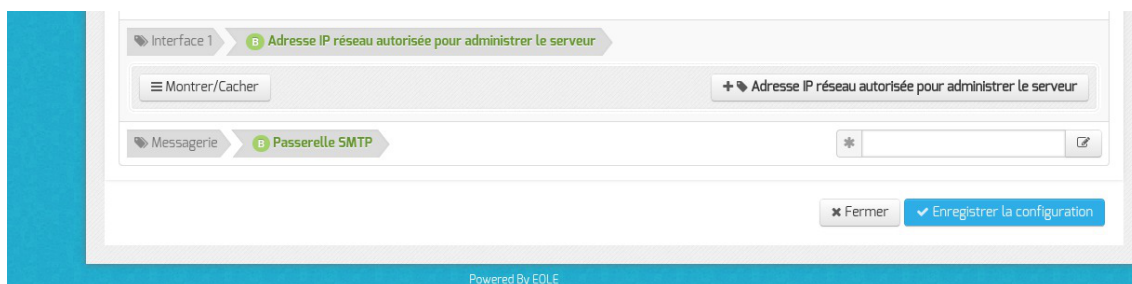 Interface 1 B Adresse IP réseau autorisée pour administrer le serveur
Montrer/Cacher + Adresse IP réseau autorisée pour administrer le serveur
Messagerie B Passerelle SMTP *
Fermer Enregistrer la configuration
Powered By EOLE